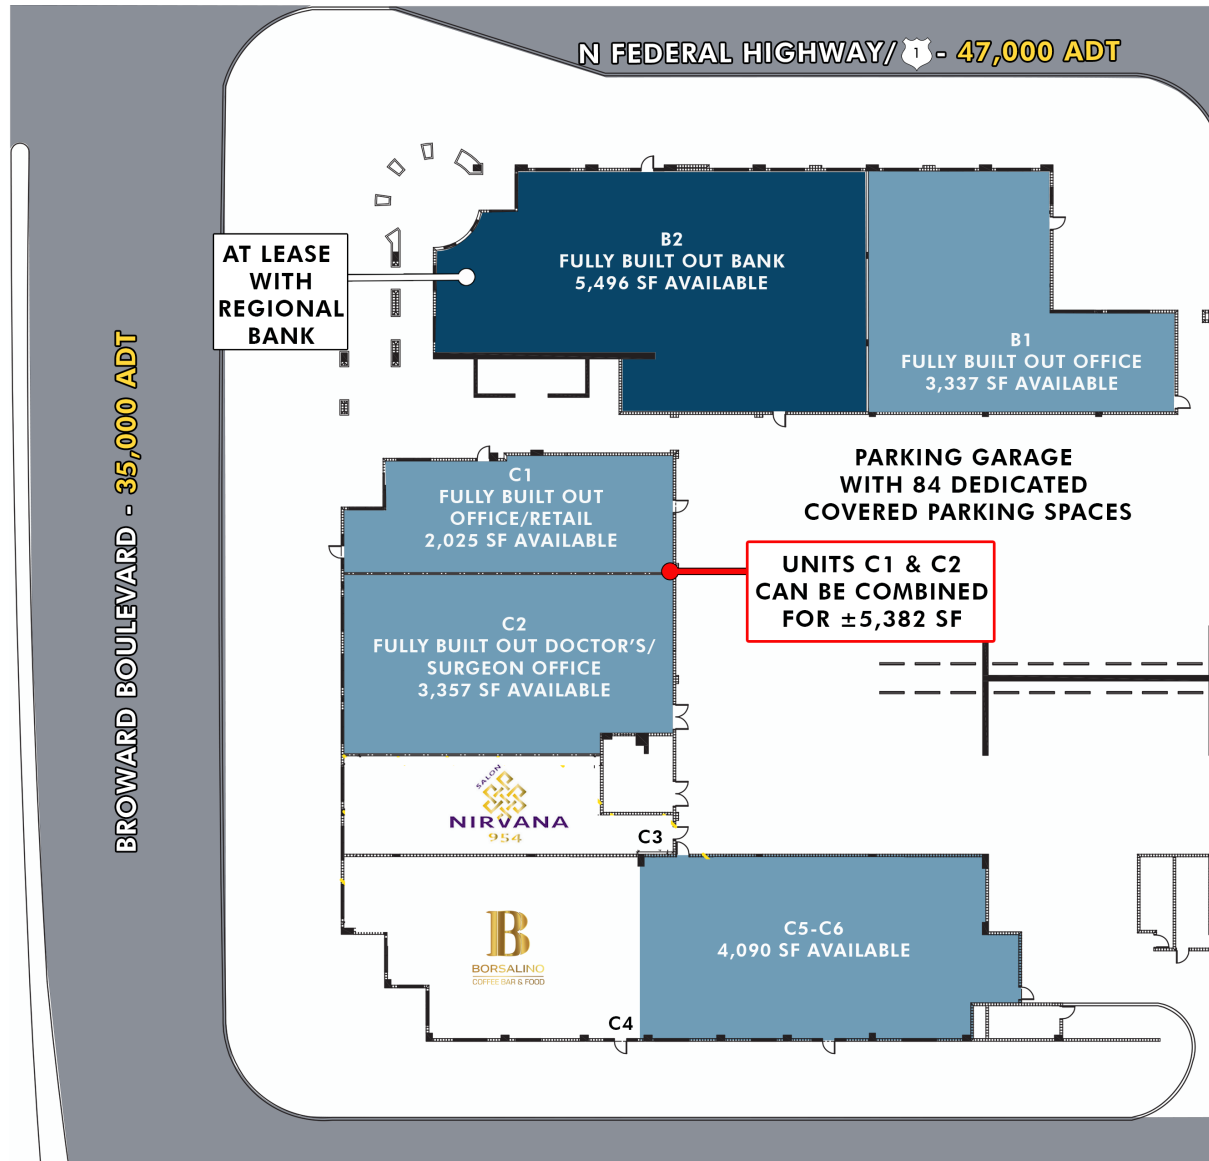 N FEDERAL HIGHWAY/ 1 - 47,000 ADT
BROWARD BOULEVARD - 35,000 ADT
AT LEASE
WITH
REGIONAL
BANK
B2
FULLY BUILT OUT BANK
5,496 SF AVAILABLE
B1
FULLY BUILT OUT OFFICE
3,337 SF AVAILABLE
PARKING GARAGE
WITH 84 DEDICATED
COVERED PARKING SPACES
C1
FULLY BUILT OUT
OFFICE/RETAIL
2,025 SF AVAILABLE
UNITS C1 & C2
CAN BE COMBINED
FOR ±5,382 SF
C2
FULLY BUILT OUT DOCTOR'S/
SURGEON OFFICE
3,357 SF AVAILABLE
SALON
NIRVANA
954
C3
B
BORSALINO
COFFEE BAR & FOOD
C4
C5-C6
4,090 SF AVAILABLE